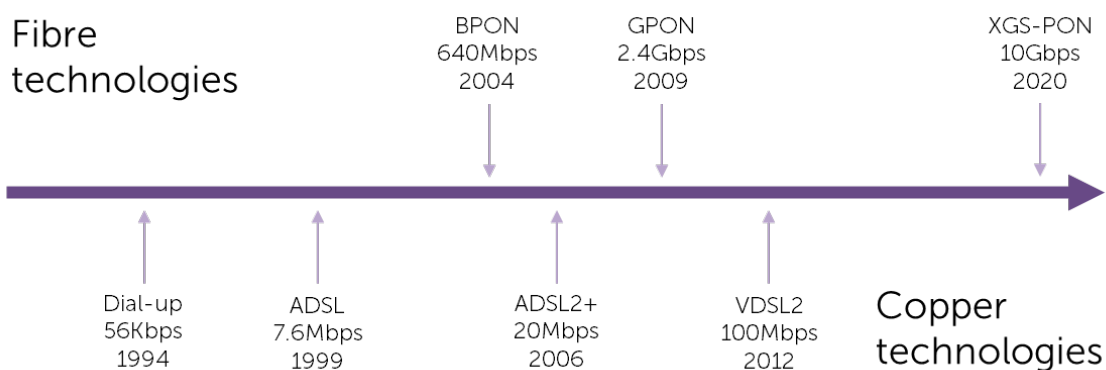 Fibre
technologies
BPON
640Mbps
2004
GPON
2.4Gbps
2009
XGS-PON
10Gbps
2020
Dial-up
56Kbps
1994
ADSL
7.6Mbps
1999
ADSL2+
20Mbps
2006
VDSL2
100Mbps
2012
Copper
technologies